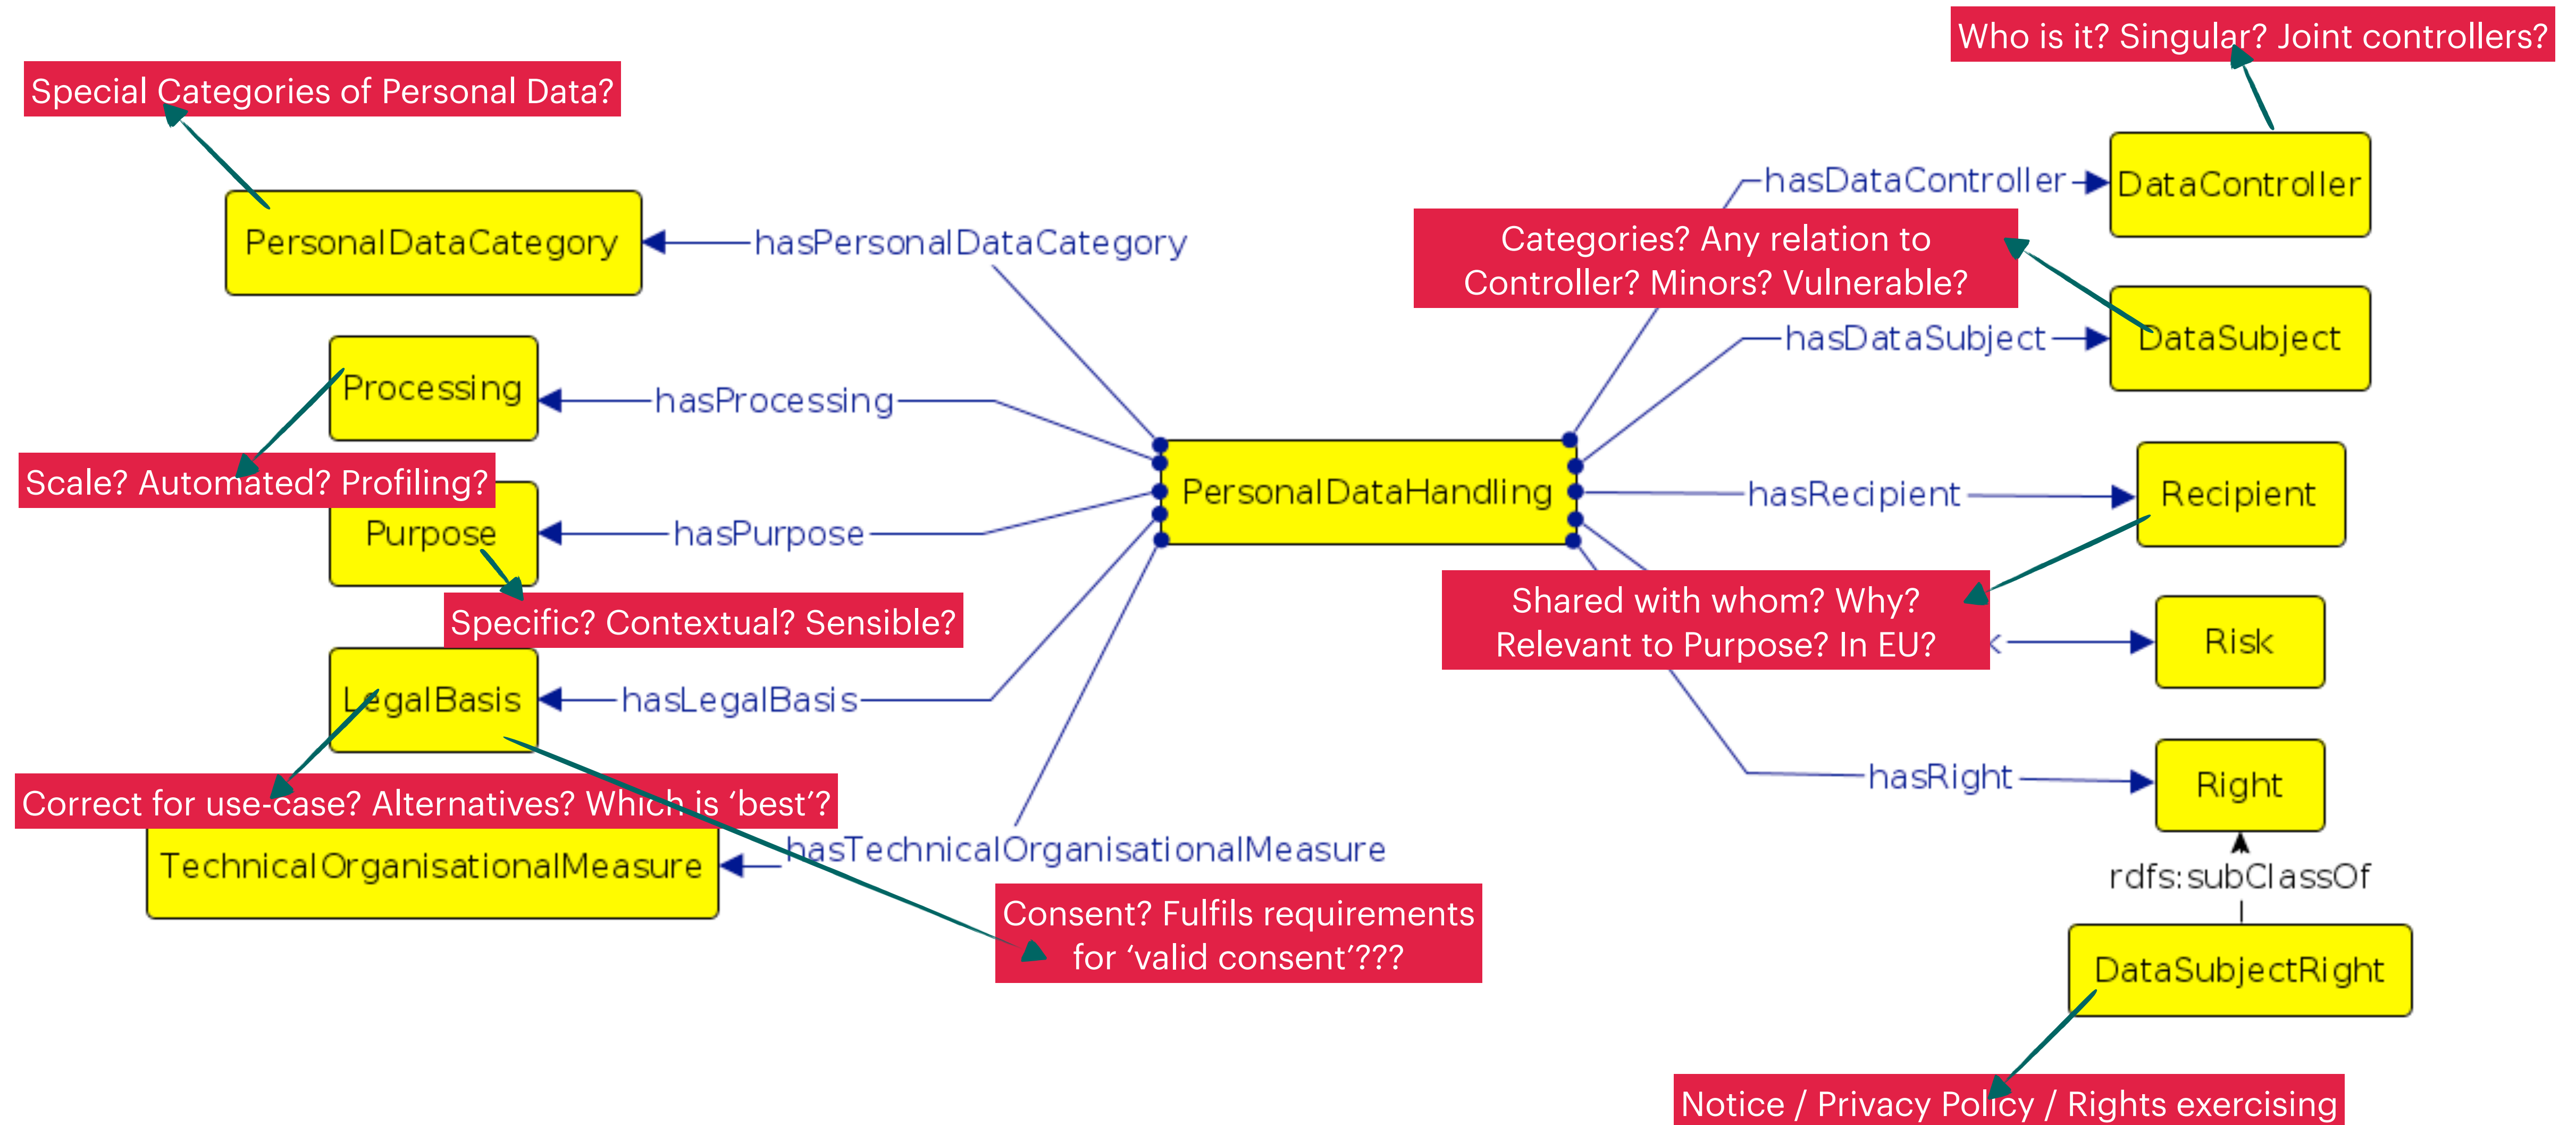 Who is it? Singular? Joint controllers?
Special Categories of Personal Data?
hasDataController
DataController
PersonalDataCategory
hasPersonalDataCategory
Categories? Any relation to
Controller? Minors? Vulnerable?
hasDataSubject
DataSubject
Processing
hasProcessing
Scale? Automated? Profiling?
PersonalDataHandling
hasRecipient
Recipient
Purpose
hasPurpose
Specific? Contextual? Sensible?
Shared with whom? Why?
Relevant to Purpose? In EU?
Risk
LegalBasis
hasLegalBasis
hasRight
Right
Correct for use-case? Alternatives? Which is ‘best’?
TechnicalOrganisationalMeasure
hasTechnicalOrganisationalMeasure
rdfs:subClassOf
Consent? Fulfils requirements
for ‘valid consent’???
DataSubjectRight
Notice / Privacy Policy / Rights exercising